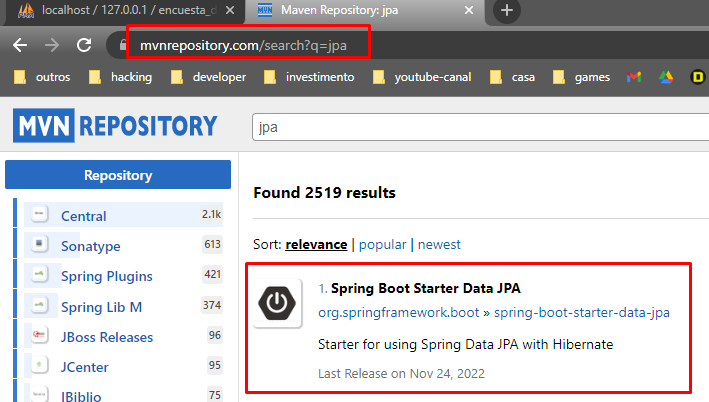 localhost / 127.0.0.1 / encuesta_d
Maven Repository: jpa
mvnrepository.com/search?q=jpa
outros hacking developer investimento youtube-canal casa games
MVN REPOSITORY
jpa
Repository
Central 2.1k
Sonatype 613
Spring Plugins 421
Spring Lib M 374
JBoss Releases 96
JCenter 95
IBiblio 75
Found 2519 results
Sort: relevance | popular | newest
1. Spring Boot Starter Data JPA
org.springframework.boot » spring-boot-starter-data-jpa
Starter for using Spring Data JPA with Hibernate
Last Release on Nov 24, 2022